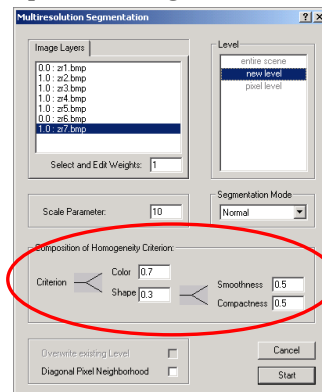 Multiresolution Segmentation
Image Layers
0.0 : zr1.bmp
1.0 : zr2.bmp
1.0 : zr3.bmp
1.0 : zr4.bmp
1.0 : zr5.bmp
0.0 : zr6.bmp
1.0 : zr7.bmp
Select and Edit Weights: 1
Level
entire scene
new level
pixel level
Scale Parameter: 10
Segmentation Mode
Normal
Composition of Homogeneity Criterion:
Criterion
Color 0.7
Shape 0.3
Smoothness 0.5
Compactness 0.5
Overwrite existing Level
Diagonal Pixel Neighborhood
Cancel
Start